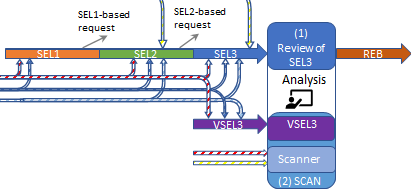 SEL1-based
request
SEL2-based
request
(1)
Review of
SEL3
SEL1
SEL2
SEL3
REB
Analysis
VSEL3
VSEL3
Scanner
(2) SCAN